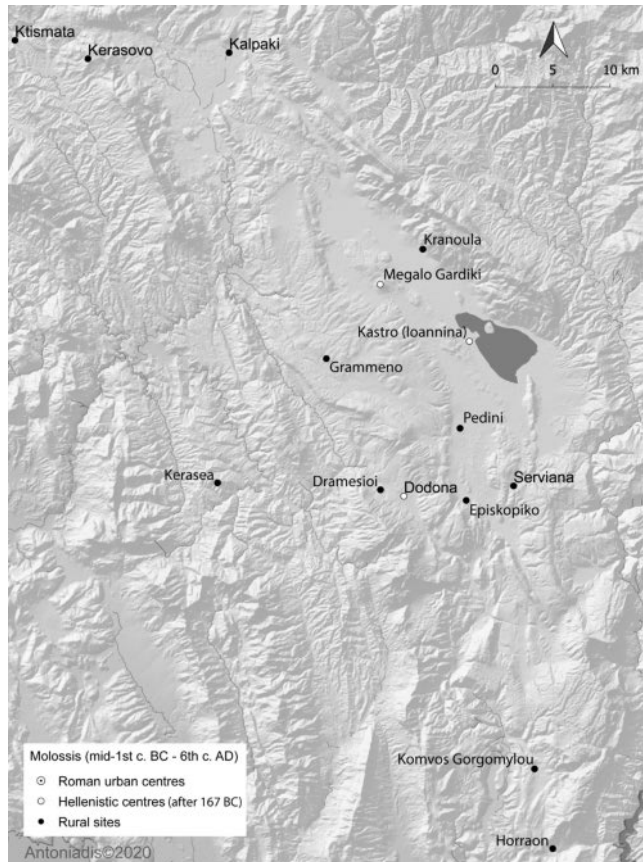 Ktismata
Kerasovo
Kalpaki
0 5 10 km
Kranoula
Megalo Gardiki
Kastro (Ioannina)
Grammeno
Pedini
Kerasea
Dramesioi
Dodona
Serviana
Episkopiko
Komvos Gorgomylou
Horraon
Molossis (mid-1st c. BC - 6th c. AD)
Roman urban centres
Hellenistic centres (after 167 BC)
Rural sites
Antoniadis©2020